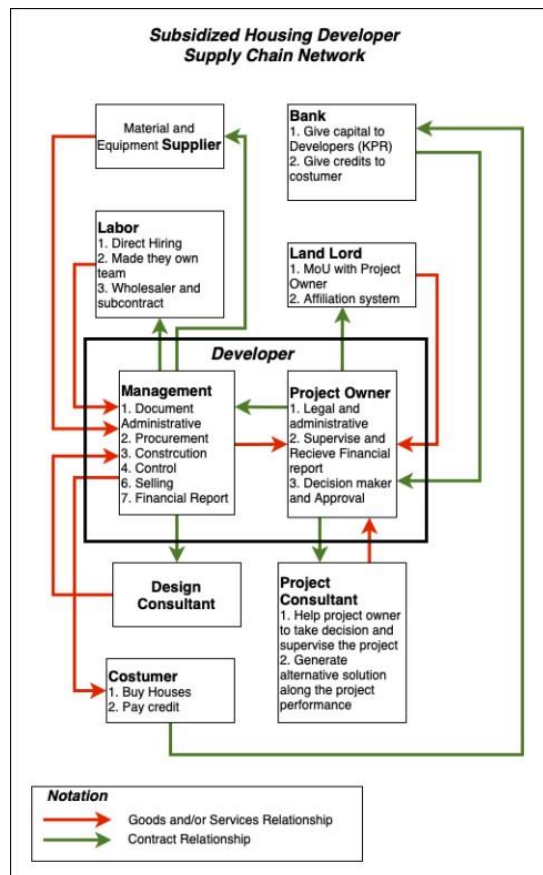 Subsidized Housing Developer
Supply Chain Network
Material and
Equipment Supplier
Bank
1. Give capital to
Developers (KPR)
2. Give credits to
costumer
Labor
1. Direct Hiring
2. Made they own
team
3. Wholesaler and
subcontract
Land Lord
1. MoU with Project
Owner
2. Affiliation system
Developer
Management
1. Document
Administrative
2. Procurement
3. Constrcution
4. Control
6. Selling
7. Financial Report
Project Owner
1. Legal and
administrative
2. Supervise and
Recieve Financial
report
3. Decision maker
and Approval
Design
Consultant
Project
Consultant
1. Help project owner
to take decision and
supervise the project
2. Generate
alternative solution
along the project
performance
Costumer
1. Buy Houses
2. Pay credit
Notation
Goods and/or Services Relationship
Contract Relationship